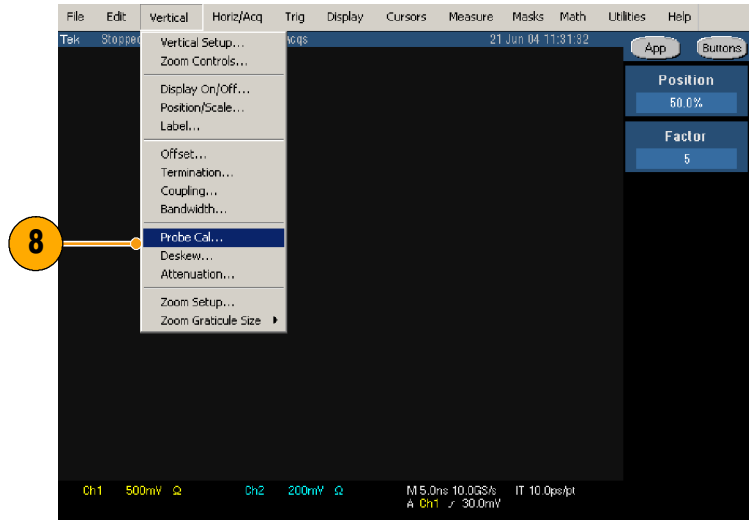 File Edit Vertical Horiz/Acq Trig Display Cursors Measure Masks Math Utilities Help
Tek Stopped Acqs 21 Jun 04 11:31:32
App Buttons
Vertical Setup...
Zoom Controls...
Display On/Off...
Position/Scale...
Label...
Offset...
Termination...
Coupling...
Bandwidth...
Probe Cal...
Deskew...
Attenuation...
Zoom Setup...
Zoom Graticule Size
8
Position
50.0%
Factor
5
Ch1 500mV Ω Ch2 200mV Ω M 5.0ns 10.0GS/s IT 10.0ps/pt
A Ch1 30.0mV